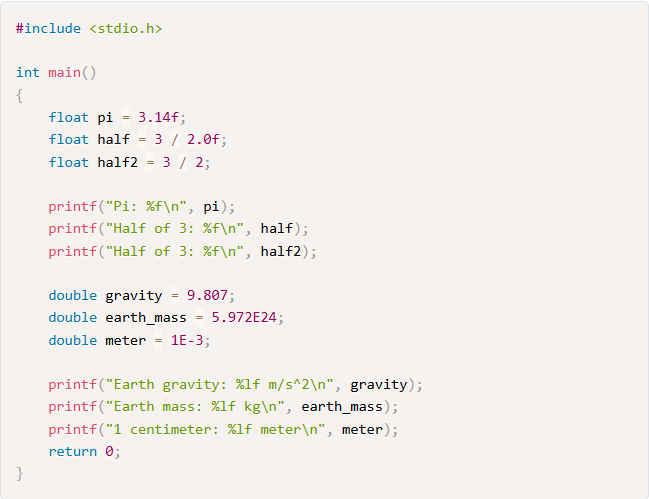 #include <stdio.h>

int main()
{
    float pi = 3.14f;
    float half = 3 / 2.0f;
    float half2 = 3 / 2;

    printf("Pi: %f\n", pi);
    printf("Half of 3: %f\n", half);
    printf("Half of 3: %f\n", half2);

    double gravity = 9.807;
    double earth_mass = 5.972E24;
    double meter = 1E-3;

    printf("Earth gravity: %lf m/s^2\n", gravity);
    printf("Earth mass: %lf kg\n", earth_mass);
    printf("1 centimeter: %lf meter\n", meter);
    return 0;
}